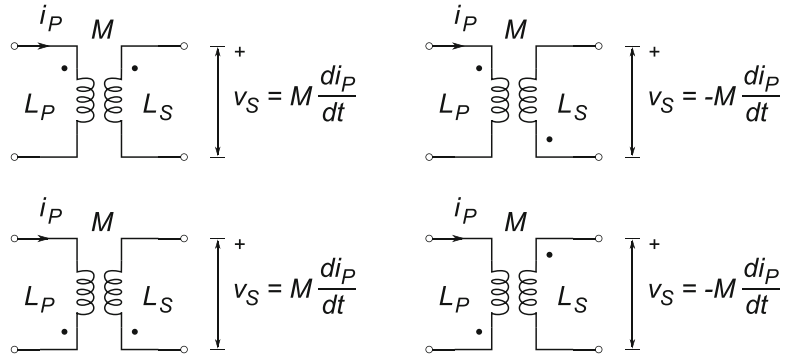 i_P M
L_P L_S + v_S = M di_P/dt
i_P M
L_P L_S + v_S = -M di_P/dt
i_P M
L_P L_S + v_S = M di_P/dt
i_P M
L_P L_S + v_S = -M di_P/dt